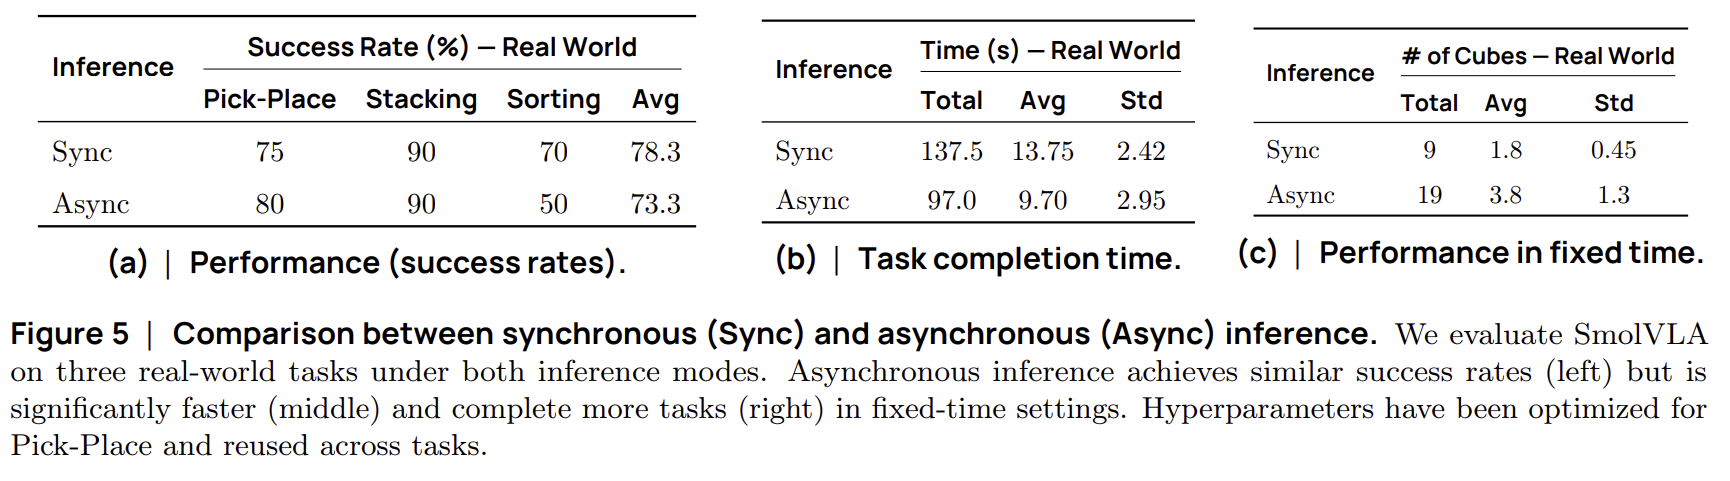 Inference Success Rate (%) – Real World
Pick-Place Stacking Sorting Avg
Sync 75 90 70 78.3
Async 80 90 50 73.3
(a) | Performance (success rates).
Inference Time (s) – Real World
Total Avg Std
Sync 137.5 13.75 2.42
Async 97.0 9.70 2.95
(b) | Task completion time.
Inference # of Cubes – Real World
Total Avg Std
Sync 9 1.8 0.45
Async 19 3.8 1.3
(c) | Performance in fixed time.
Figure 5 | Comparison between synchronous (Sync) and asynchronous (Async) inference. We evaluate SmolVLA
on three real-world tasks under both inference modes. Asynchronous inference achieves similar success rates (left) but is
significantly faster (middle) and complete more tasks (right) in fixed-time settings. Hyperparameters have been optimized for
Pick-Place and reused across tasks.